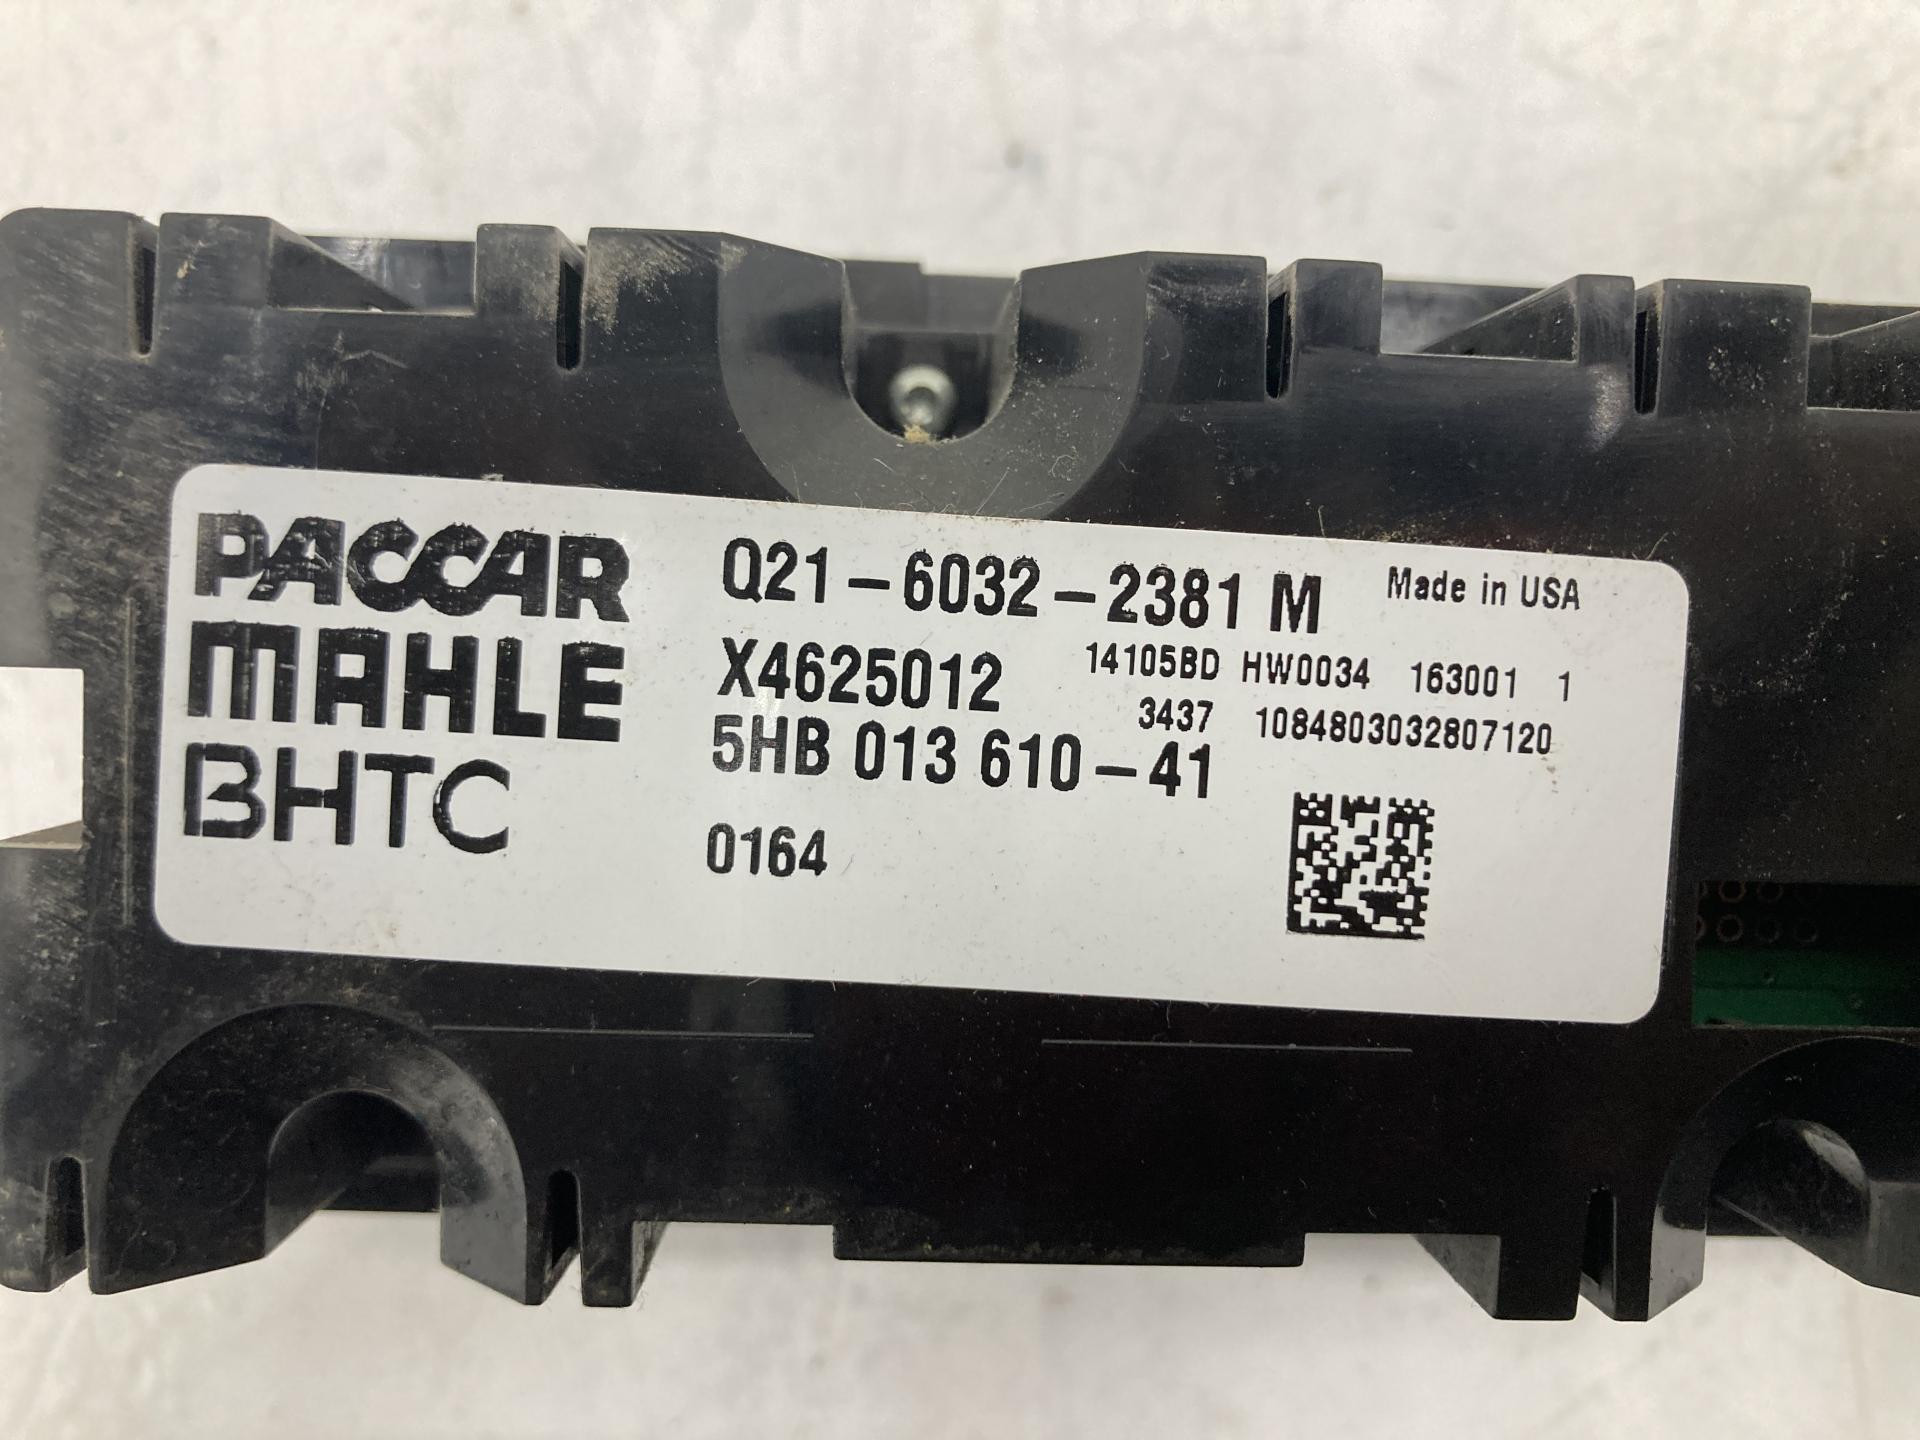 PACCAR
MAHLE
BHTC
Q21-6032-2381 M
Made in USA
X4625012
14105BD HW0034 163001 1
3437 1084803032807120
5HB 013 610-41
0164